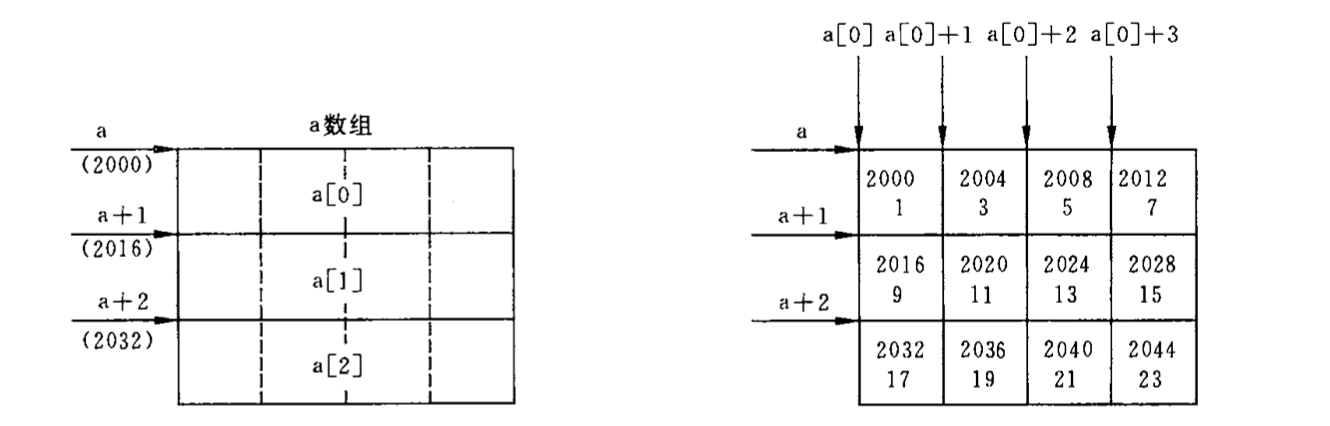 a
a数组
(2000)
a[0]
a+1
(2016)
a[1]
a+2
(2032)
a[2]
a[0] a[0]+1 a[0]+2 a[0]+3
a
2000 2004 2008 2012
1 3 5 7
a+1
2016 2020 2024 2028
9 11 13 15
a+2
2032 2036 2040 2044
17 19 21 23